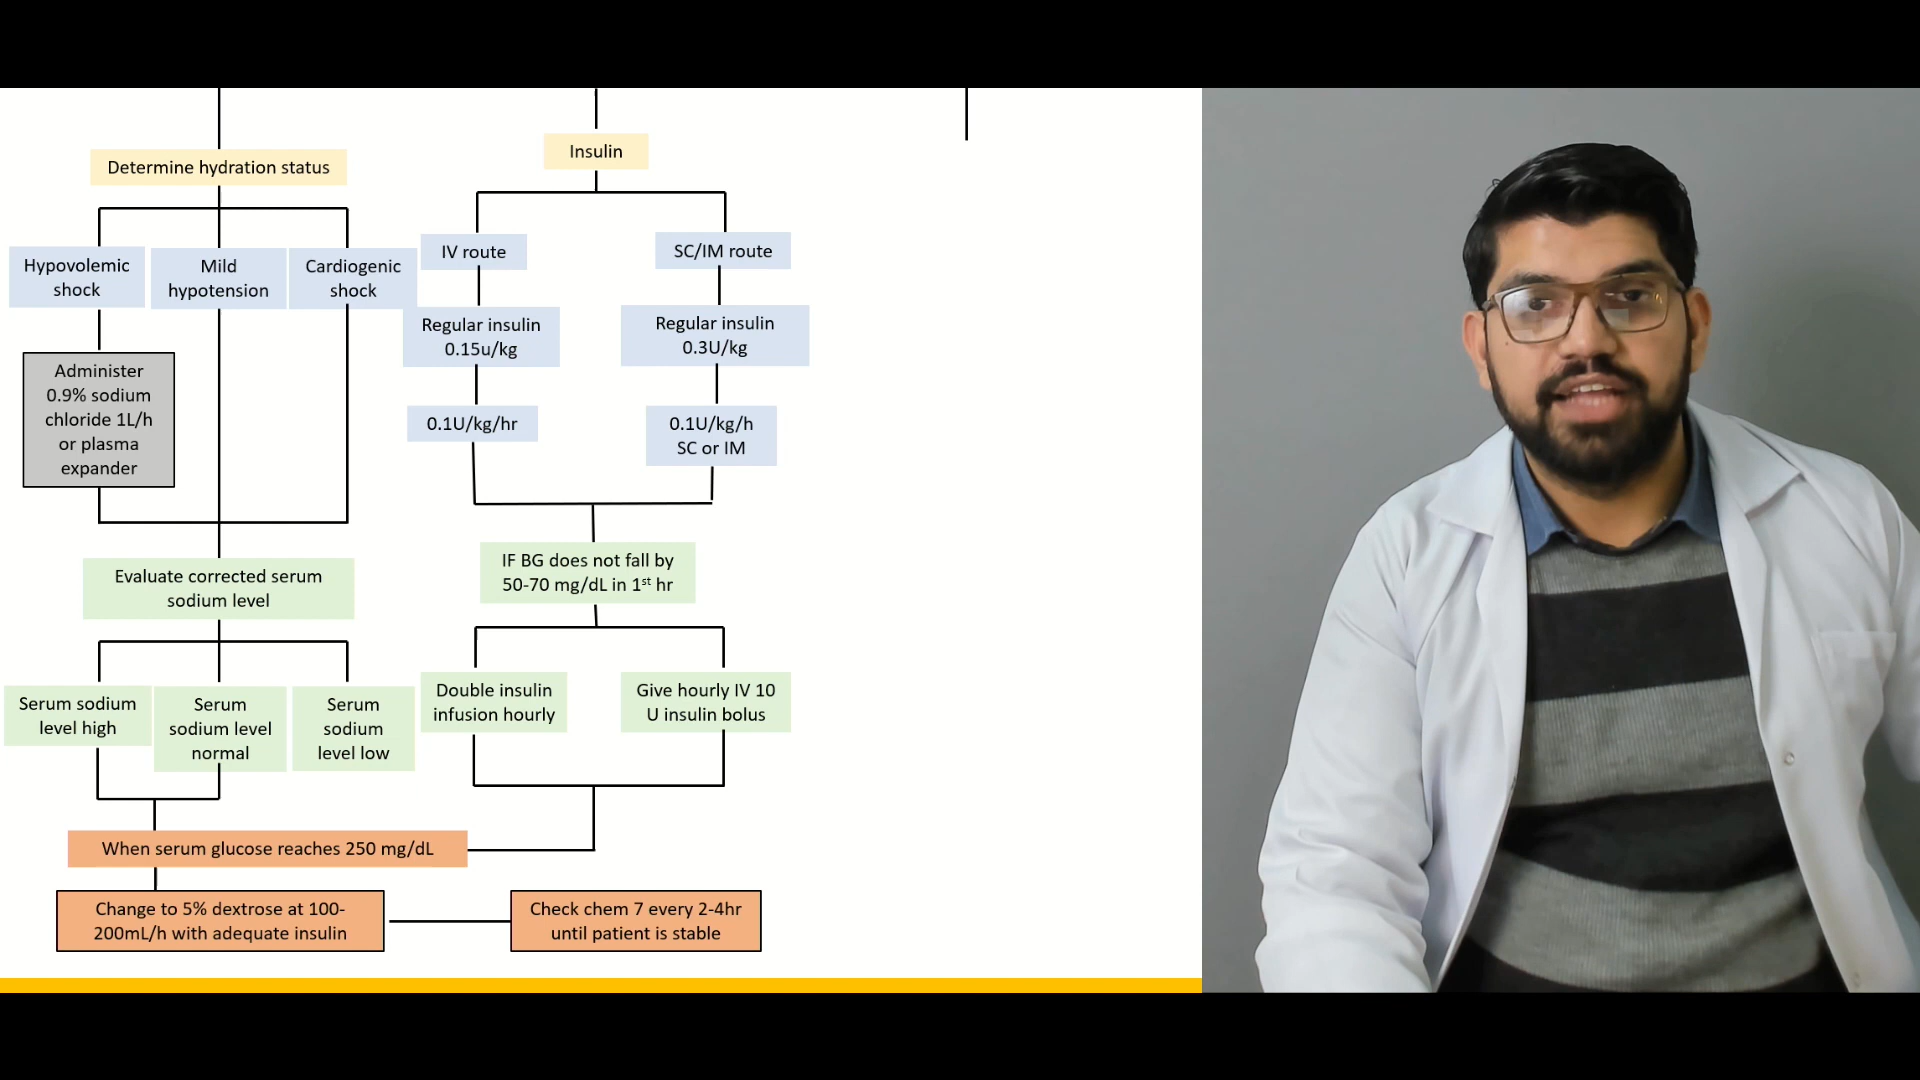 Determine hydration status
Hypovolemic
shock
Mild
hypotension
Cardiogenic
shock
Administer
0.9% sodium
chloride 1L/h
or plasma
expander
Evaluate corrected serum
sodium level
Serum sodium
level high
Serum
sodium level
normal
Serum
sodium
level low
Insulin
IV route
SC/IM route
Regular insulin
0.15u/kg
Regular insulin
0.3U/kg
0.1U/kg/hr
0.1U/kg/h
SC or IM
IF BG does not fall by
50-70 mg/dL in 1st hr
Double insulin
infusion hourly
Give hourly IV 10
U insulin bolus
When serum glucose reaches 250 mg/dL
Change to 5% dextrose at 100-
200mL/h with adequate insulin
Check chem 7 every 2-4hr
until patient is stable